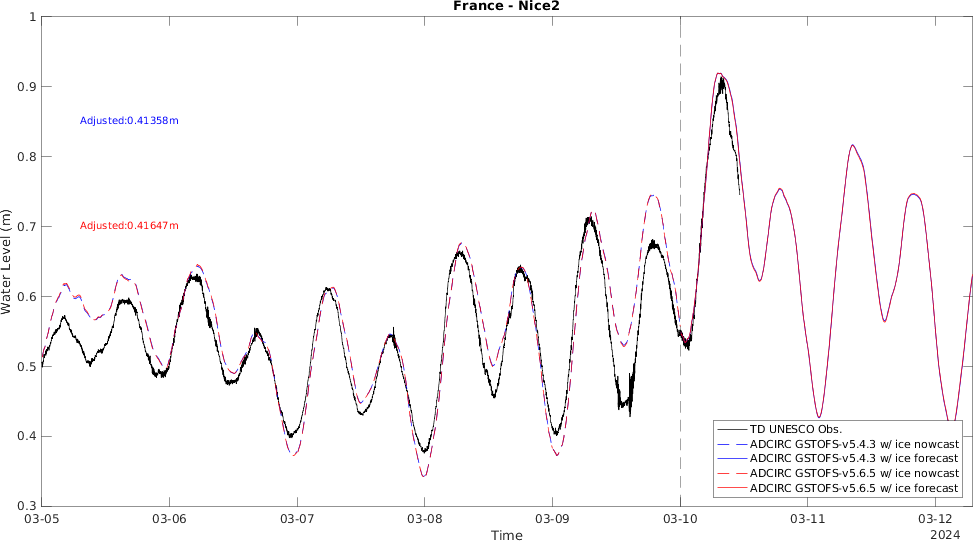 France - Nice2
1
0.9
0.8
0.7
0.6
0.5
0.4
0.3
Water Level (m)
Adjusted:0.41358m
Adjusted:0.41647m
TD UNESCO Obs.
ADCIRC GSTOFS-v5.4.3 w/ ice nowcast
ADCIRC GSTOFS-v5.4.3 w/ ice forecast
ADCIRC GSTOFS-v5.6.5 w/ ice nowcast
ADCIRC GSTOFS-v5.6.5 w/ ice forecast
03-05 03-06 03-07 03-08 03-09 03-10 03-11 03-12
Time
2024